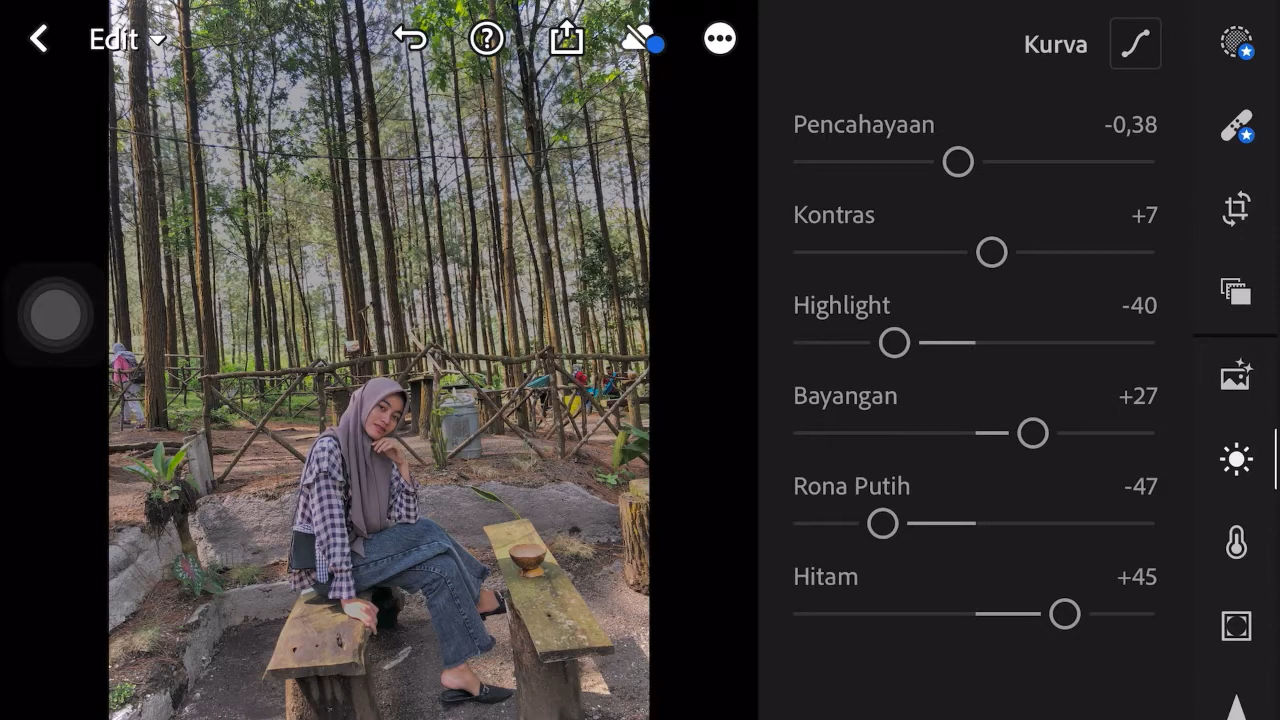 Edit
Kurva
Pencahayaan -0,38
Kontras +7
Highlight -40
Bayangan +27
Rona Putih -47
Hitam +45